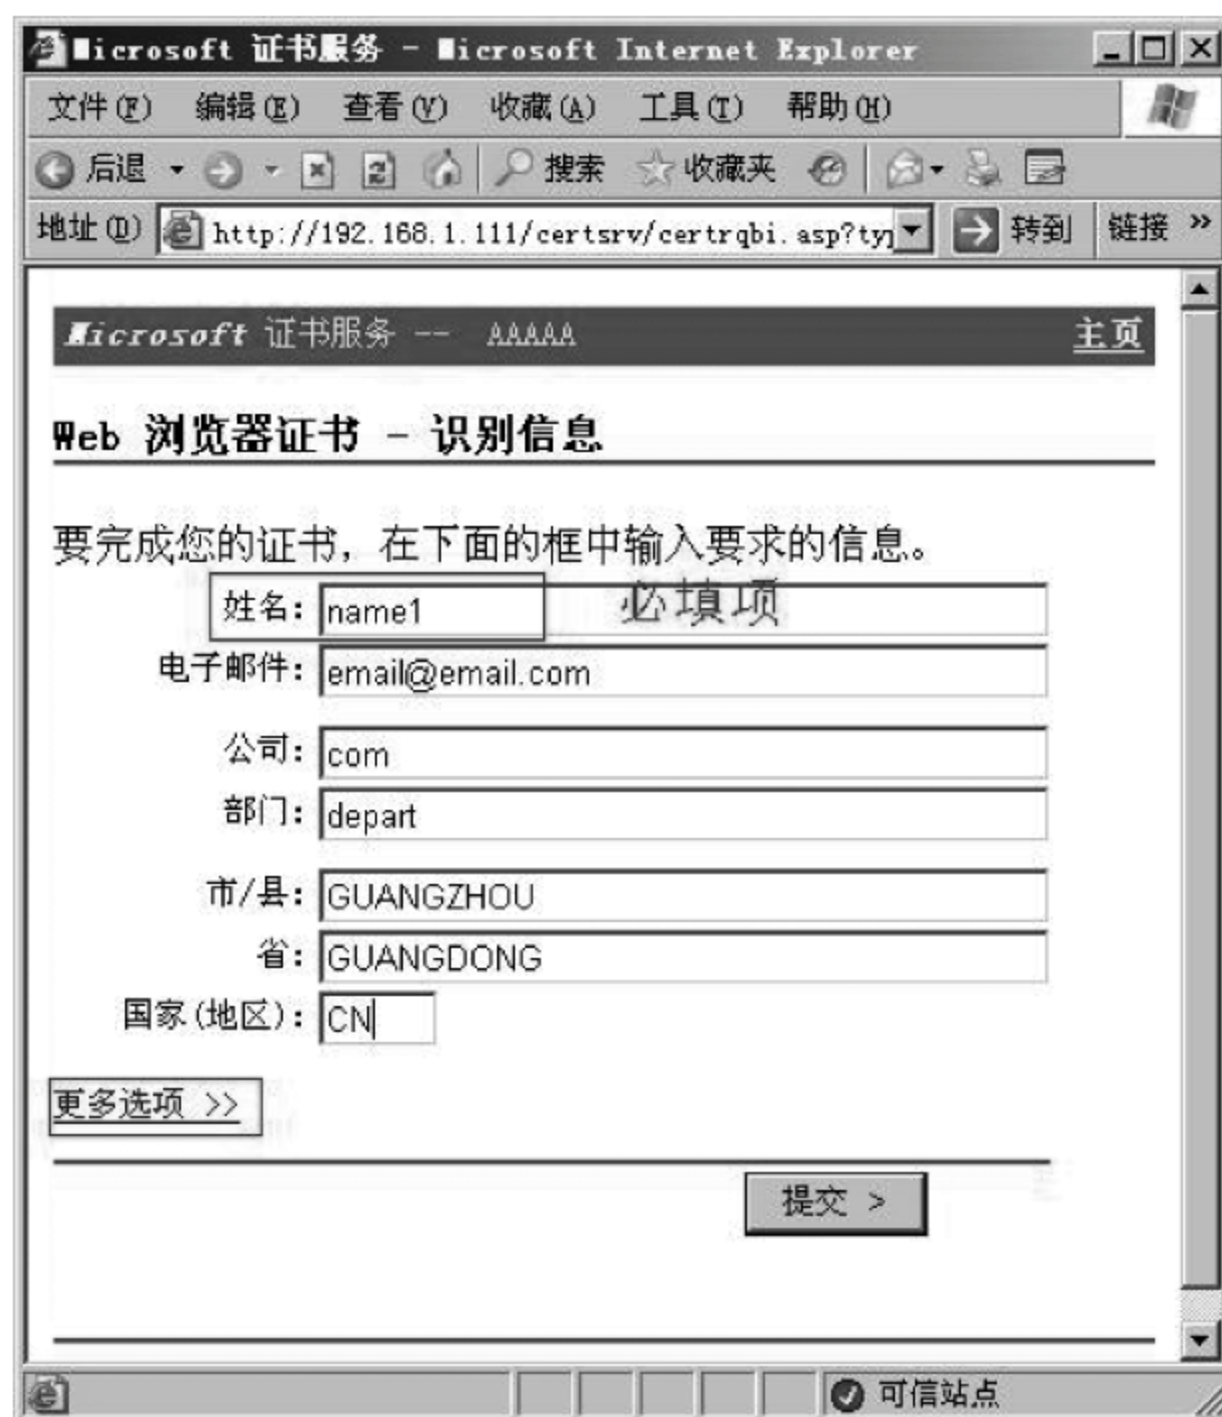 Microsoft 证书服务 - Microsoft Internet Explorer
文件(F) 编辑(E) 查看(V) 收藏(A) 工具(T) 帮助(H)
后退 搜索 收藏夹
地址(D) http://192.168.1.111/certsrv/certrqbi.asp?typ 转到 链接 »
Microsoft 证书服务 -- AAAAA 主页
Web 浏览器证书 - 识别信息
要完成您的证书，在下面的框中输入要求的信息。
姓名: name1 必填项
电子邮件: email@email.com
公司: com
部门: depart
市/县: GUANGZHOU
省: GUANGDONG
国家(地区): CN
更多选项 >>
提交 >
可信站点